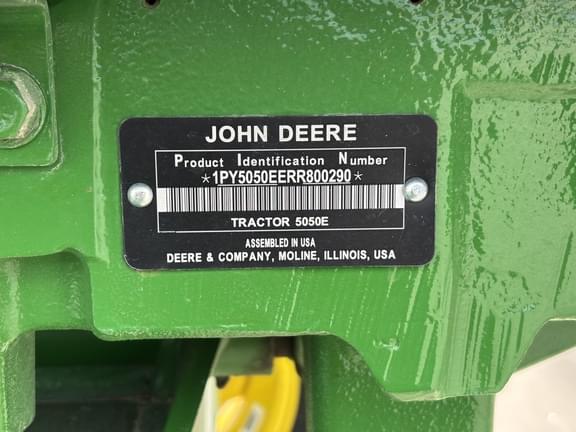 JOHN DEERE
Product Identification Number
*1PY5050EERR800290*
TRACTOR 5050E
ASSEMBLED IN USA
DEERE & COMPANY, MOLINE, ILLINOIS, USA